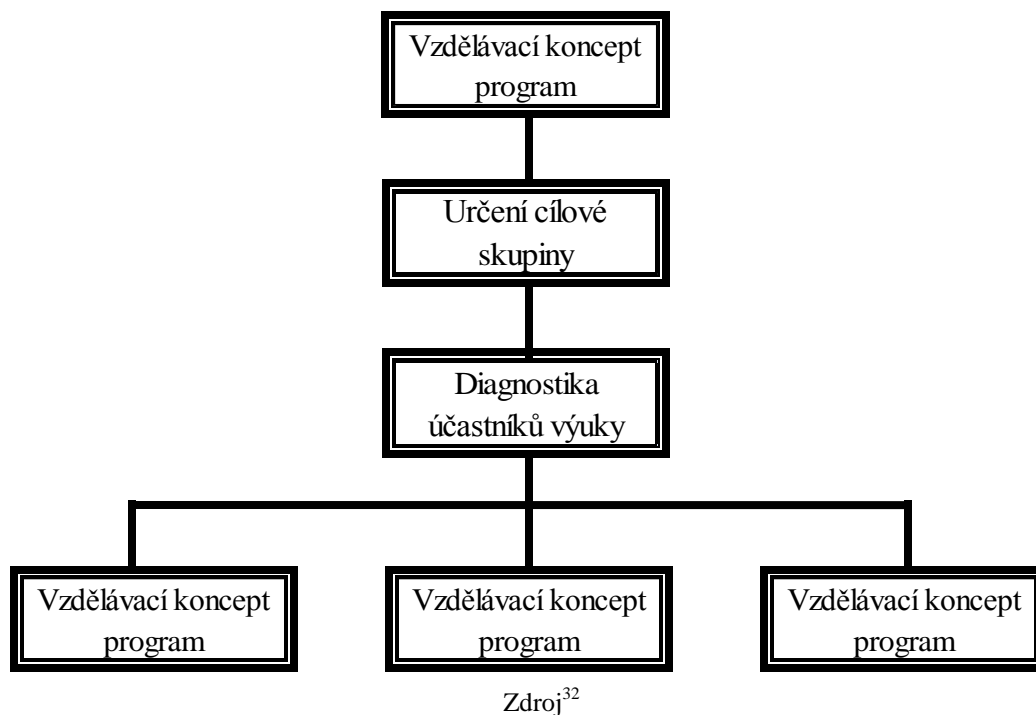 Vzdělávací koncept
program
Určení cílové
skupiny
Diagnostika
účastníků výuky
Vzdělávací koncept
program
Vzdělávací koncept
program
Vzdělávací koncept
program
Zdroj32